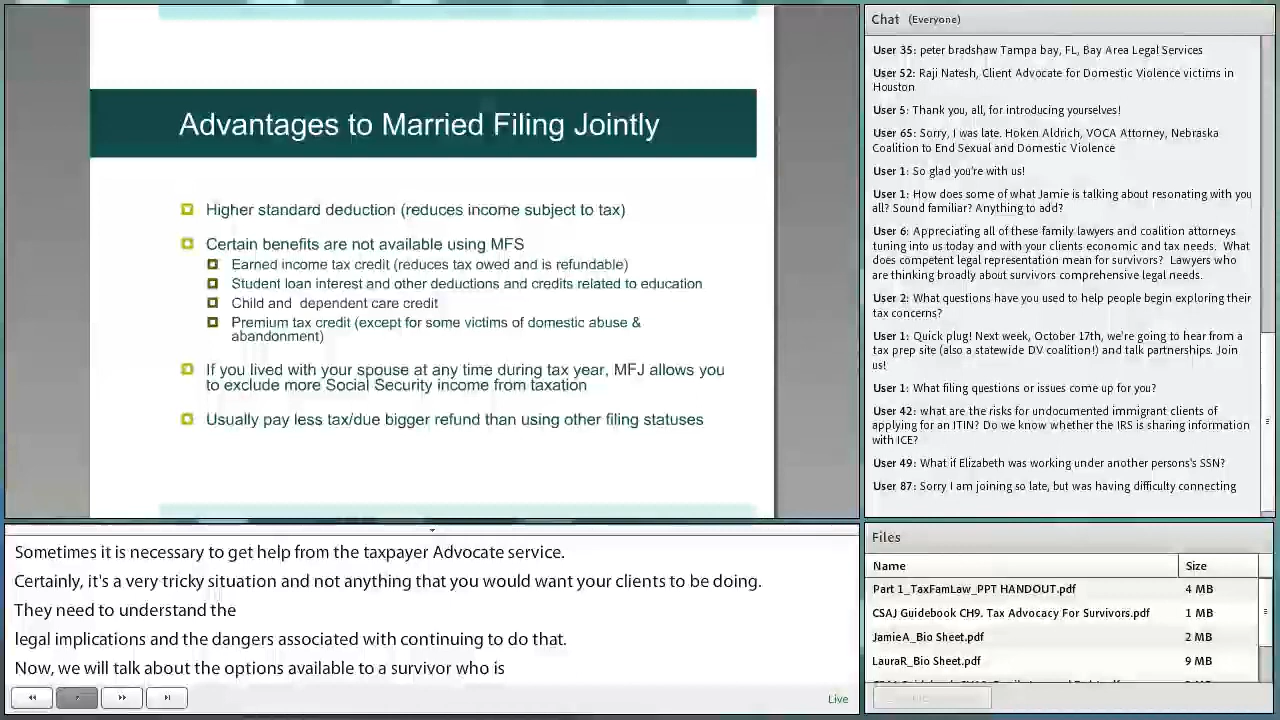 Advantages to Married Filing Jointly
Higher standard deduction (reduces income subject to tax)
Certain benefits are not available using MFS
Earned income tax credit (reduces tax owed and is refundable)
Student loan interest and other deductions and credits related to education
Child and dependent care credit
Premium tax credit (except for some victims of domestic abuse &
abandonment)
If you lived with your spouse at any time during tax year, MFJ allows you
to exclude more Social Security income from taxation
Usually pay less tax/due bigger refund than using other filing statuses
Sometimes it is necessary to get help from the taxpayer Advocate service.
Certainly, it's a very tricky situation and not anything that you would want your clients to be doing.
They need to understand the
legal implications and the dangers associated with continuing to do that.
Now, we will talk about the options available to a survivor who is
Live
Chat (Everyone)
User 35: peter bradshaw Tampa bay, FL, Bay Area Legal Services
User 52: Raji Natesh, Client Advocate for Domestic Violence victims in
Houston
User 5: Thank you, all, for introducing yourselves!
User 65: Sorry, I was late. Hoken Aldrich, VOCA Attorney, Nebraska
Coalition to End Sexual and Domestic Violence
User 1: So glad you're with us!
User 1: How does some of what Jamie is talking about resonating with you
all? Sound familiar? Anything to add?
User 6: Appreciating all of these family lawyers and coalition attorneys
tuning into us today and with your clients economic and tax needs. What
does competent legal representation mean for survivors? Lawyers who
are thinking broadly about survivors comprehensive legal needs.
User 2: What questions have you used to help people begin exploring their
tax concerns?
User 1: Quick plug! Next week, October 17th, we're going to hear from a
tax prep site (also a statewide DV coalition!) and talk partnerships. Join
us!
User 1: What filing questions or issues come up for you?
User 42: what are the risks for undocumented immigrant clients of
applying for an ITIN? Do we know whether the IRS is sharing information
with ICE?
User 49: What if Elizabeth was working under another persons's SSN?
User 87: Sorry I am joining so late, but was having difficulty connecting
Files
Name Size
Part 1_TaxFamLaw_PPT HANDOUT.pdf 4 MB
CSAJ Guidebook CH9. Tax Advocacy For Survivors.pdf 1 MB
JamieA_Bio Sheet.pdf 2 MB
LauraR_Bio Sheet.pdf 9 MB